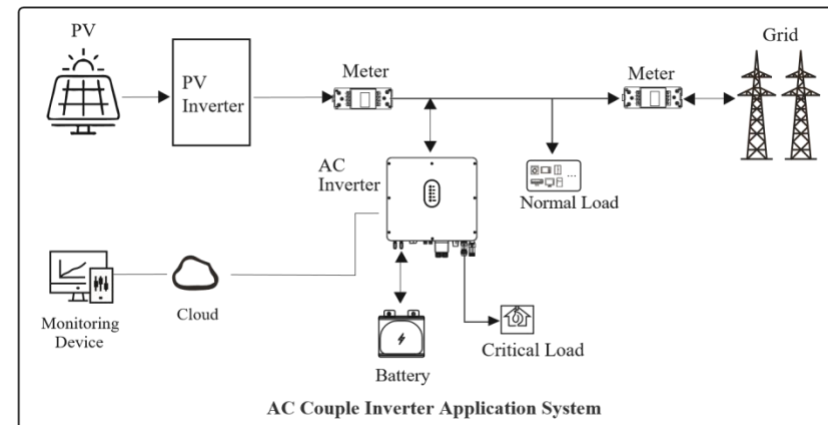 PV
Grid
PV
Inverter
Meter
Meter
AC
Inverter
...
Normal Load
Monitoring
Device
Cloud
Battery
Critical Load
AC Couple Inverter Application System